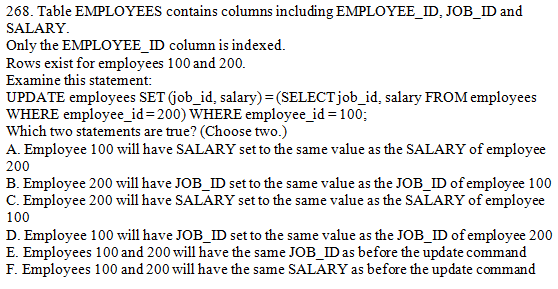 268. Table EMPLOYEES contains columns including EMPLOYEE_ID, JOB_ID and
SALARY.
Only the EMPLOYEE_ID column is indexed.
Rows exist for employees 100 and 200.
Examine this statement:
UPDATE employees SET (job_id, salary) = (SELECT job_id, salary FROM employees
WHERE employee_id = 200) WHERE employee_id = 100;
Which two statements are true? (Choose two.)
A. Employee 100 will have SALARY set to the same value as the SALARY of employee
200
B. Employee 200 will have JOB_ID set to the same value as the JOB_ID of employee 100
C. Employee 200 will have SALARY set to the same value as the SALARY of employee
100
D. Employee 100 will have JOB_ID set to the same value as the JOB_ID of employee 200
E. Employees 100 and 200 will have the same JOB_ID as before the update command
F. Employees 100 and 200 will have the same SALARY as before the update command